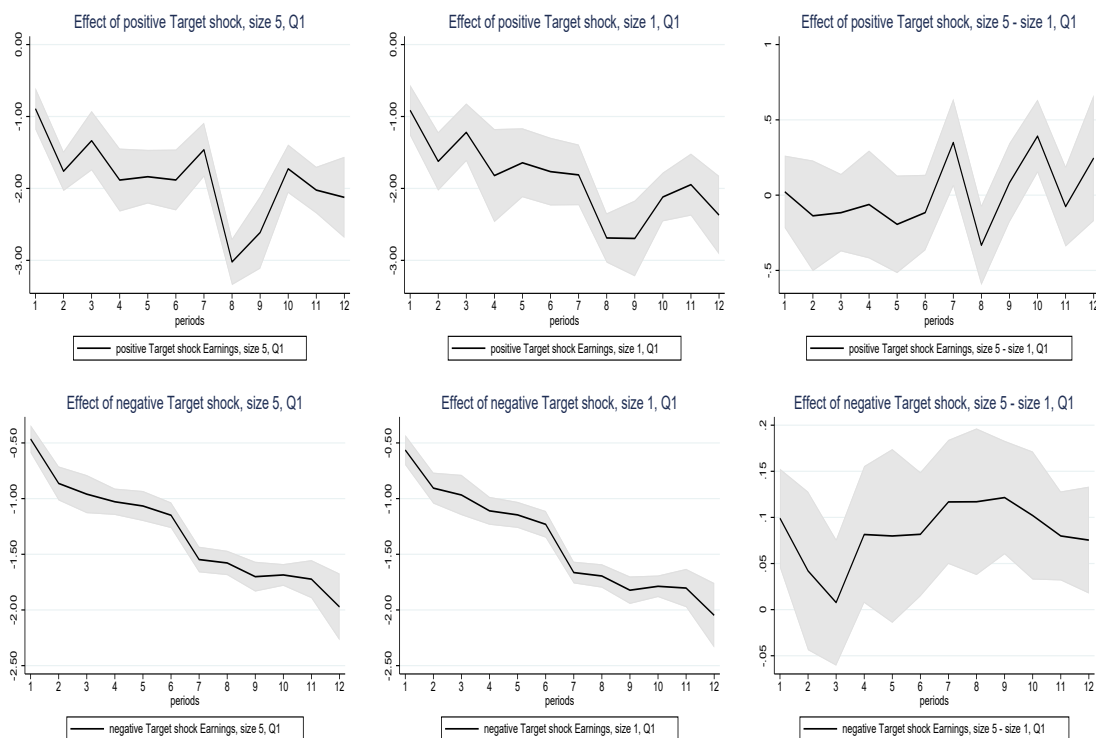 Effect of positive Target shock, size 5, Q1
0.00
-1.00
-2.00
-3.00
1 2 3 4 5 6 7 8 9 10 11 12
periods
positive Target shock Earnings, size 5, Q1
Effect of positive Target shock, size 1, Q1
0.00
-1.00
-2.00
-3.00
1 2 3 4 5 6 7 8 9 10 11 12
periods
positive Target shock Earnings, size 1, Q1
Effect of positive Target shock, size 5 - size 1, Q1
1
.5
0
-.5
1 2 3 4 5 6 7 8 9 10 11 12
periods
positive Target shock Earnings, size 5 - size 1, Q1
Effect of negative Target shock, size 5, Q1
-0.50
-1.00
-1.50
-2.00
-2.50
1 2 3 4 5 6 7 8 9 10 11 12
periods
negative Target shock Earnings, size 5, Q1
Effect of negative Target shock, size 1, Q1
-0.50
-1.00
-1.50
-2.00
-2.50
1 2 3 4 5 6 7 8 9 10 11 12
periods
negative Target shock Earnings, size 1, Q1
Effect of negative Target shock, size 5 - size 1, Q1
.2
.15
.1
.05
0
-.05
1 2 3 4 5 6 7 8 9 10 11 12
periods
negative Target shock Earnings, size 5 - size 1, Q1